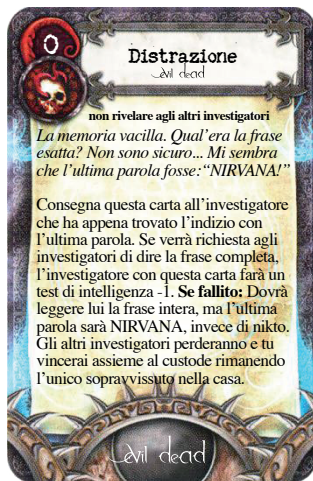 0
Distrazione
evil dead
non rivelare agli altri investigatori
La memoria vacilla. Qual'era la frase
esatta? Non sono sicuro... Mi sembra
che l'ultima parola fosse:“NIRVANA!”
Consegna questa carta all'investigatore
che ha appena trovato l'indizio con
l'ultima parola. Se verrà richiesta agli
investigatori di dire la frase completa,
l'investigatore con questa carta farà un
test di intelligenza -1. Se fallito: Dovrà
leggere lui la frase intera, ma l'ultima
parola sarà NIRVANA, invece di nikto.
Gli altri investigatori perderanno e tu
vincerai assieme al custode rimanendo
l'unico sopravvissuto nella casa.
evil dead